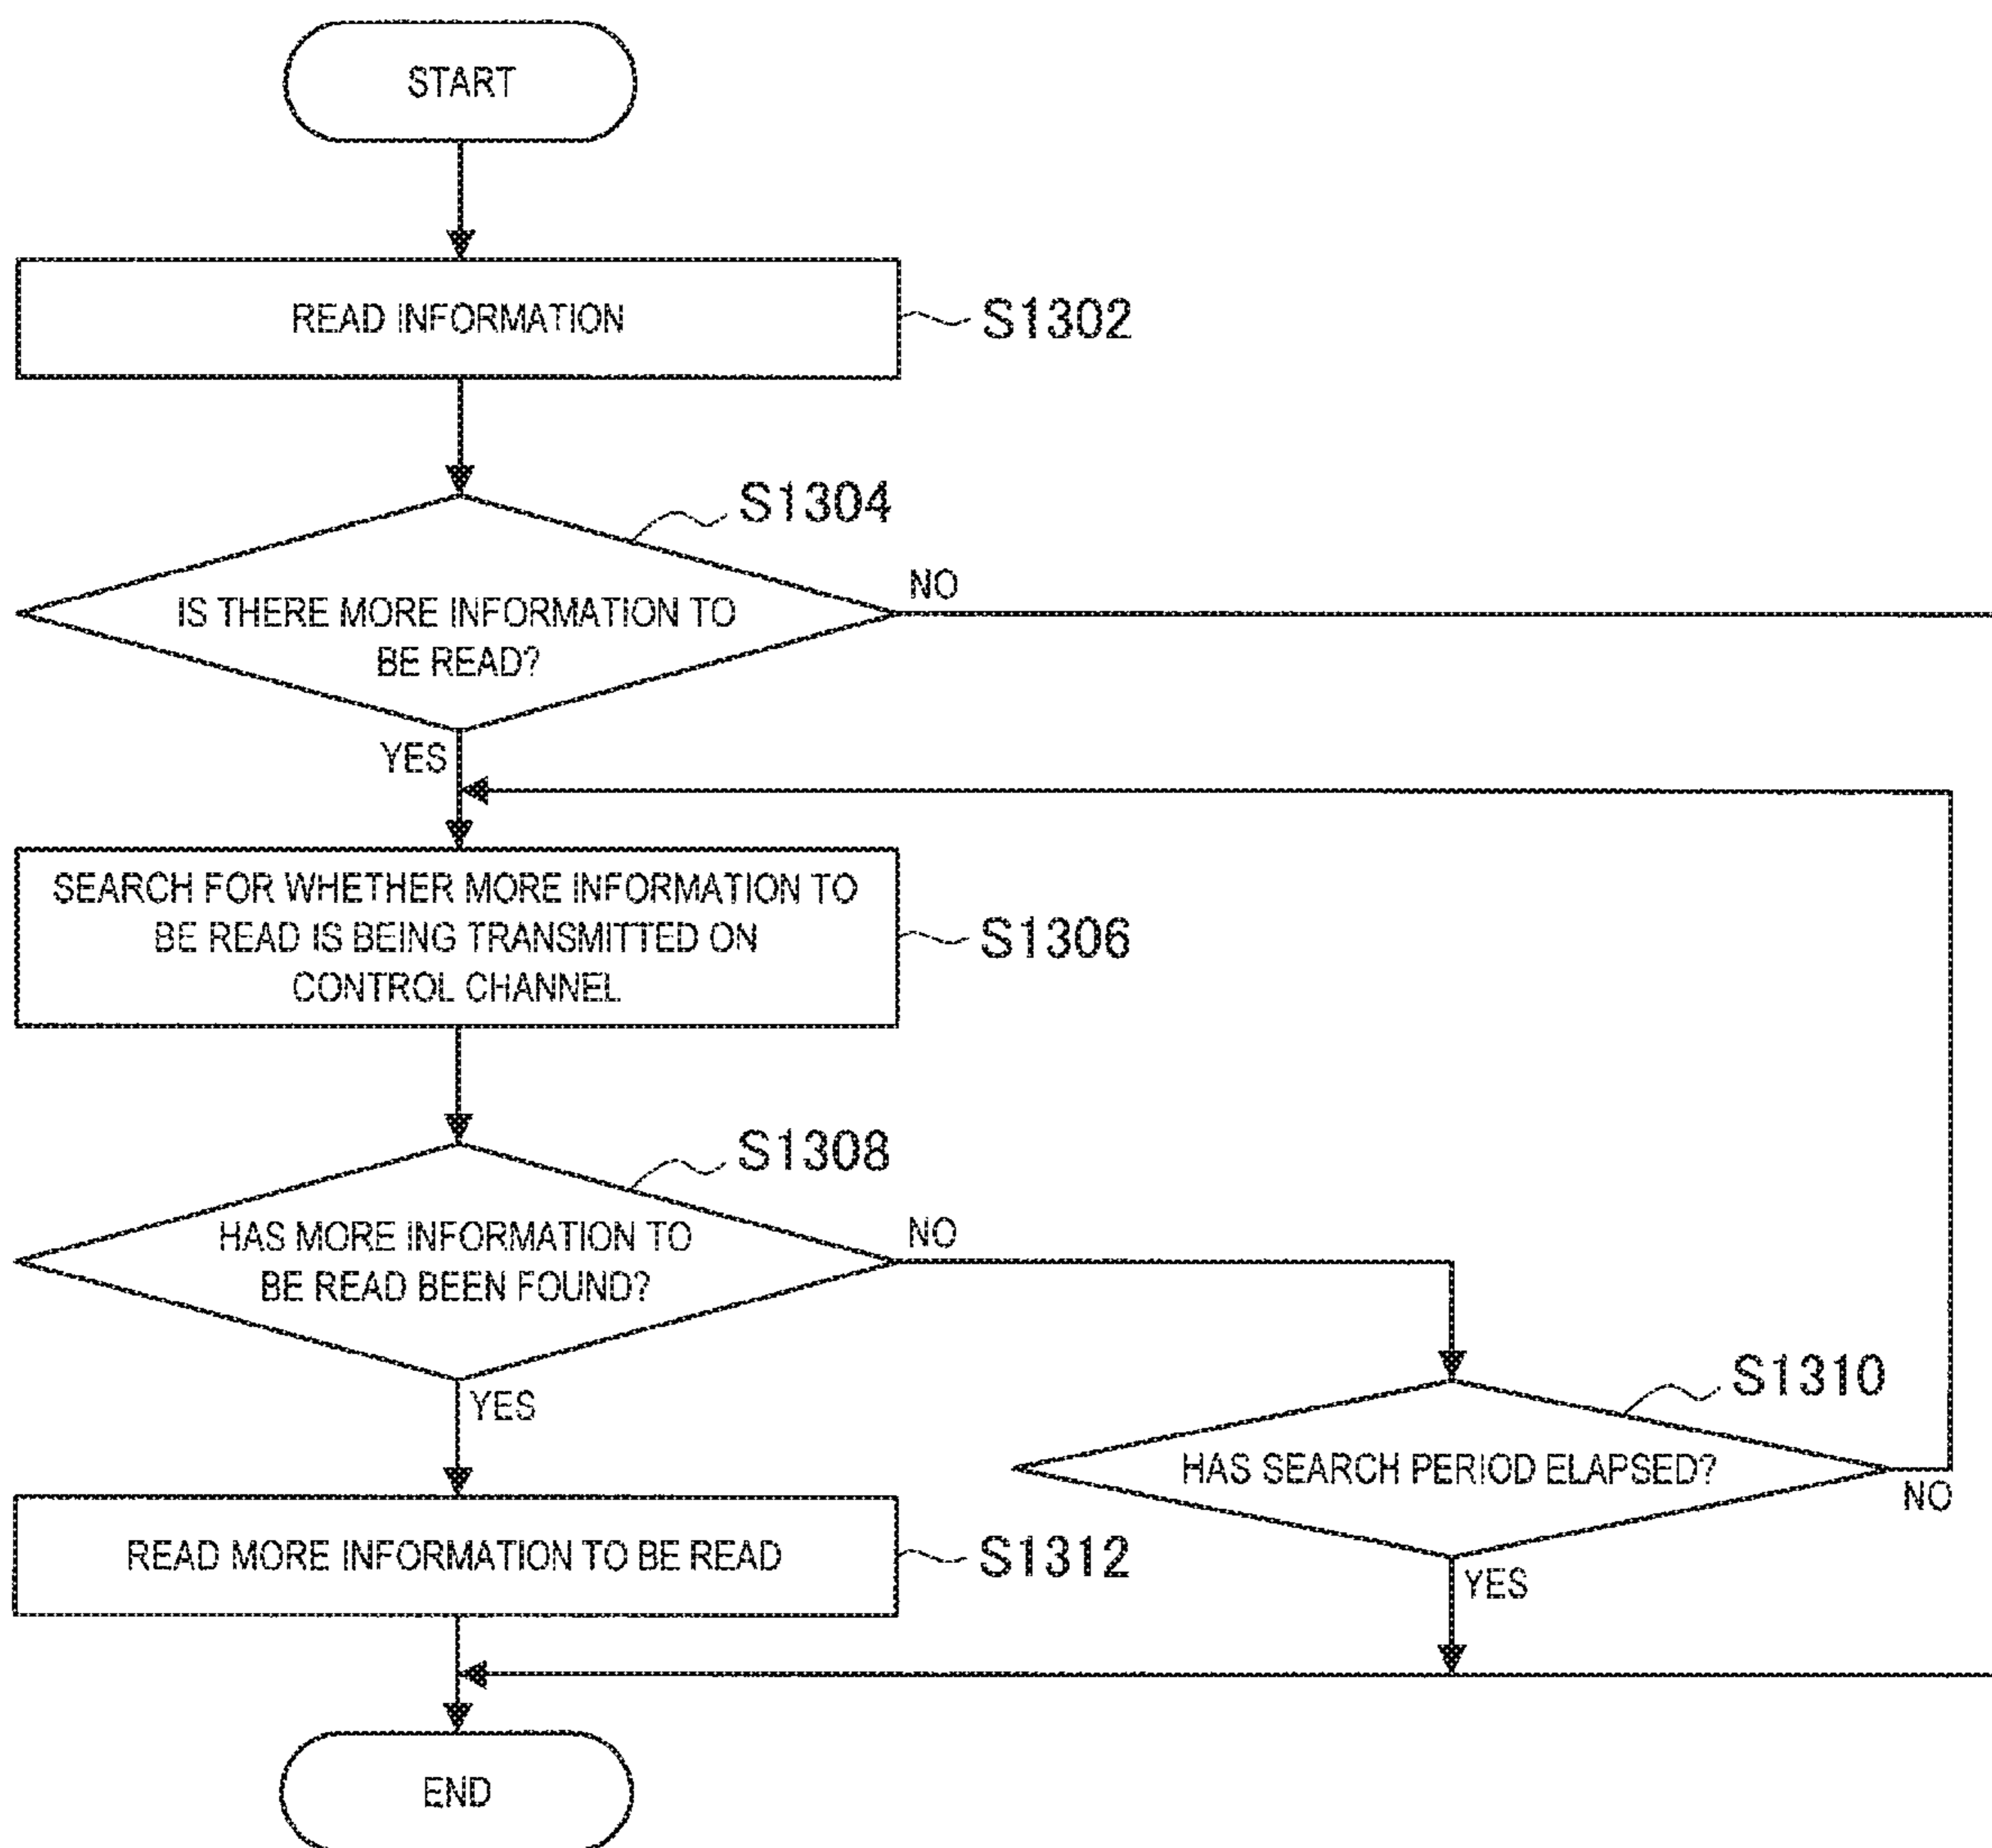 START
READ INFORMATION
S1302
S1304
IS THERE MORE INFORMATION TO
BE READ?
NO
YES
SEARCH FOR WHETHER MORE INFORMATION TO
BE READ IS BEING TRANSMITTED ON
CONTROL CHANNEL
S1306
S1308
HAS MORE INFORMATION TO
BE READ BEEN FOUND?
NO
YES
S1310
HAS SEARCH PERIOD ELAPSED?
NO
YES
READ MORE INFORMATION TO BE READ
S1312
END